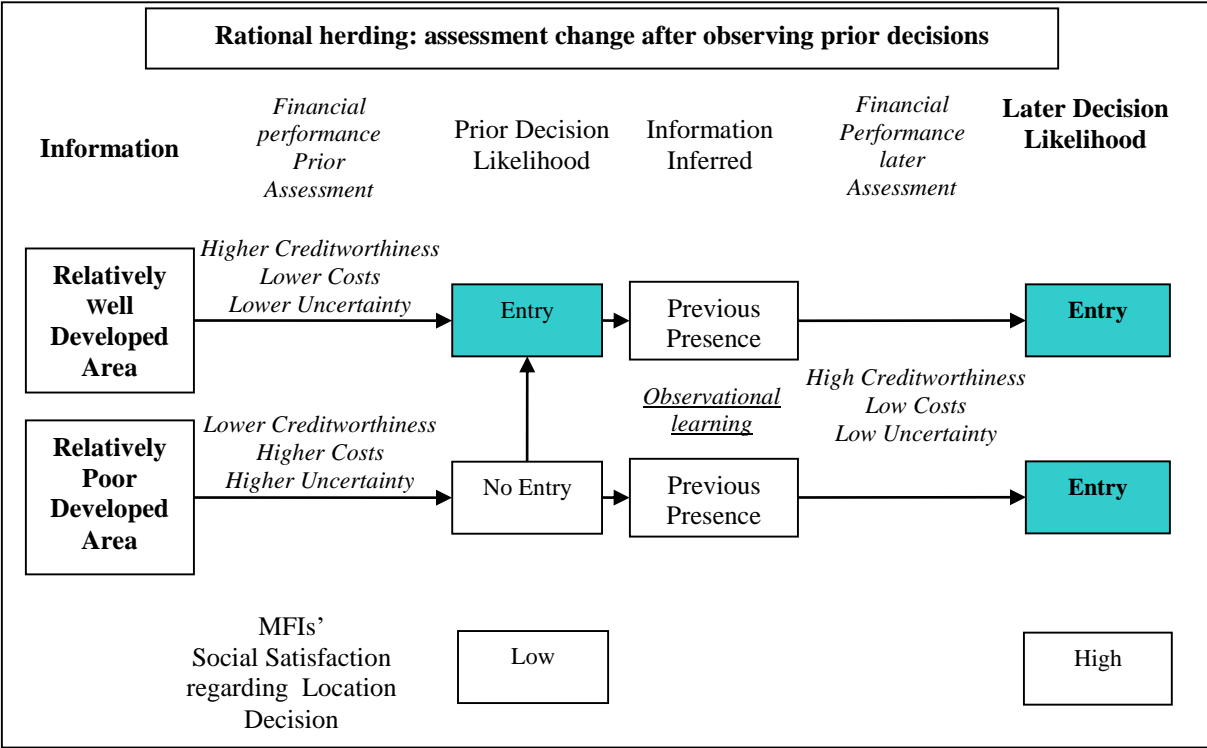 Rational herding: assessment change after observing prior decisions
Information
Financial
performance
Prior
Assessment
Prior Decision
Likelihood
Information
Inferred
Financial
Performance
later
Assessment
Later Decision
Likelihood
Relatively
Well
Developed
Area
Higher Creditworthiness
Lower Costs
Lower Uncertainty
Entry
Previous
Presence
Entry
Observational
learning
High Creditworthiness
Low Costs
Low Uncertainty
Relatively
Poor
Developed
Area
Lower Creditworthiness
Higher Costs
Higher Uncertainty
No Entry
Previous
Presence
Entry
MFIs’
Social Satisfaction
regarding Location
Decision
Low
High